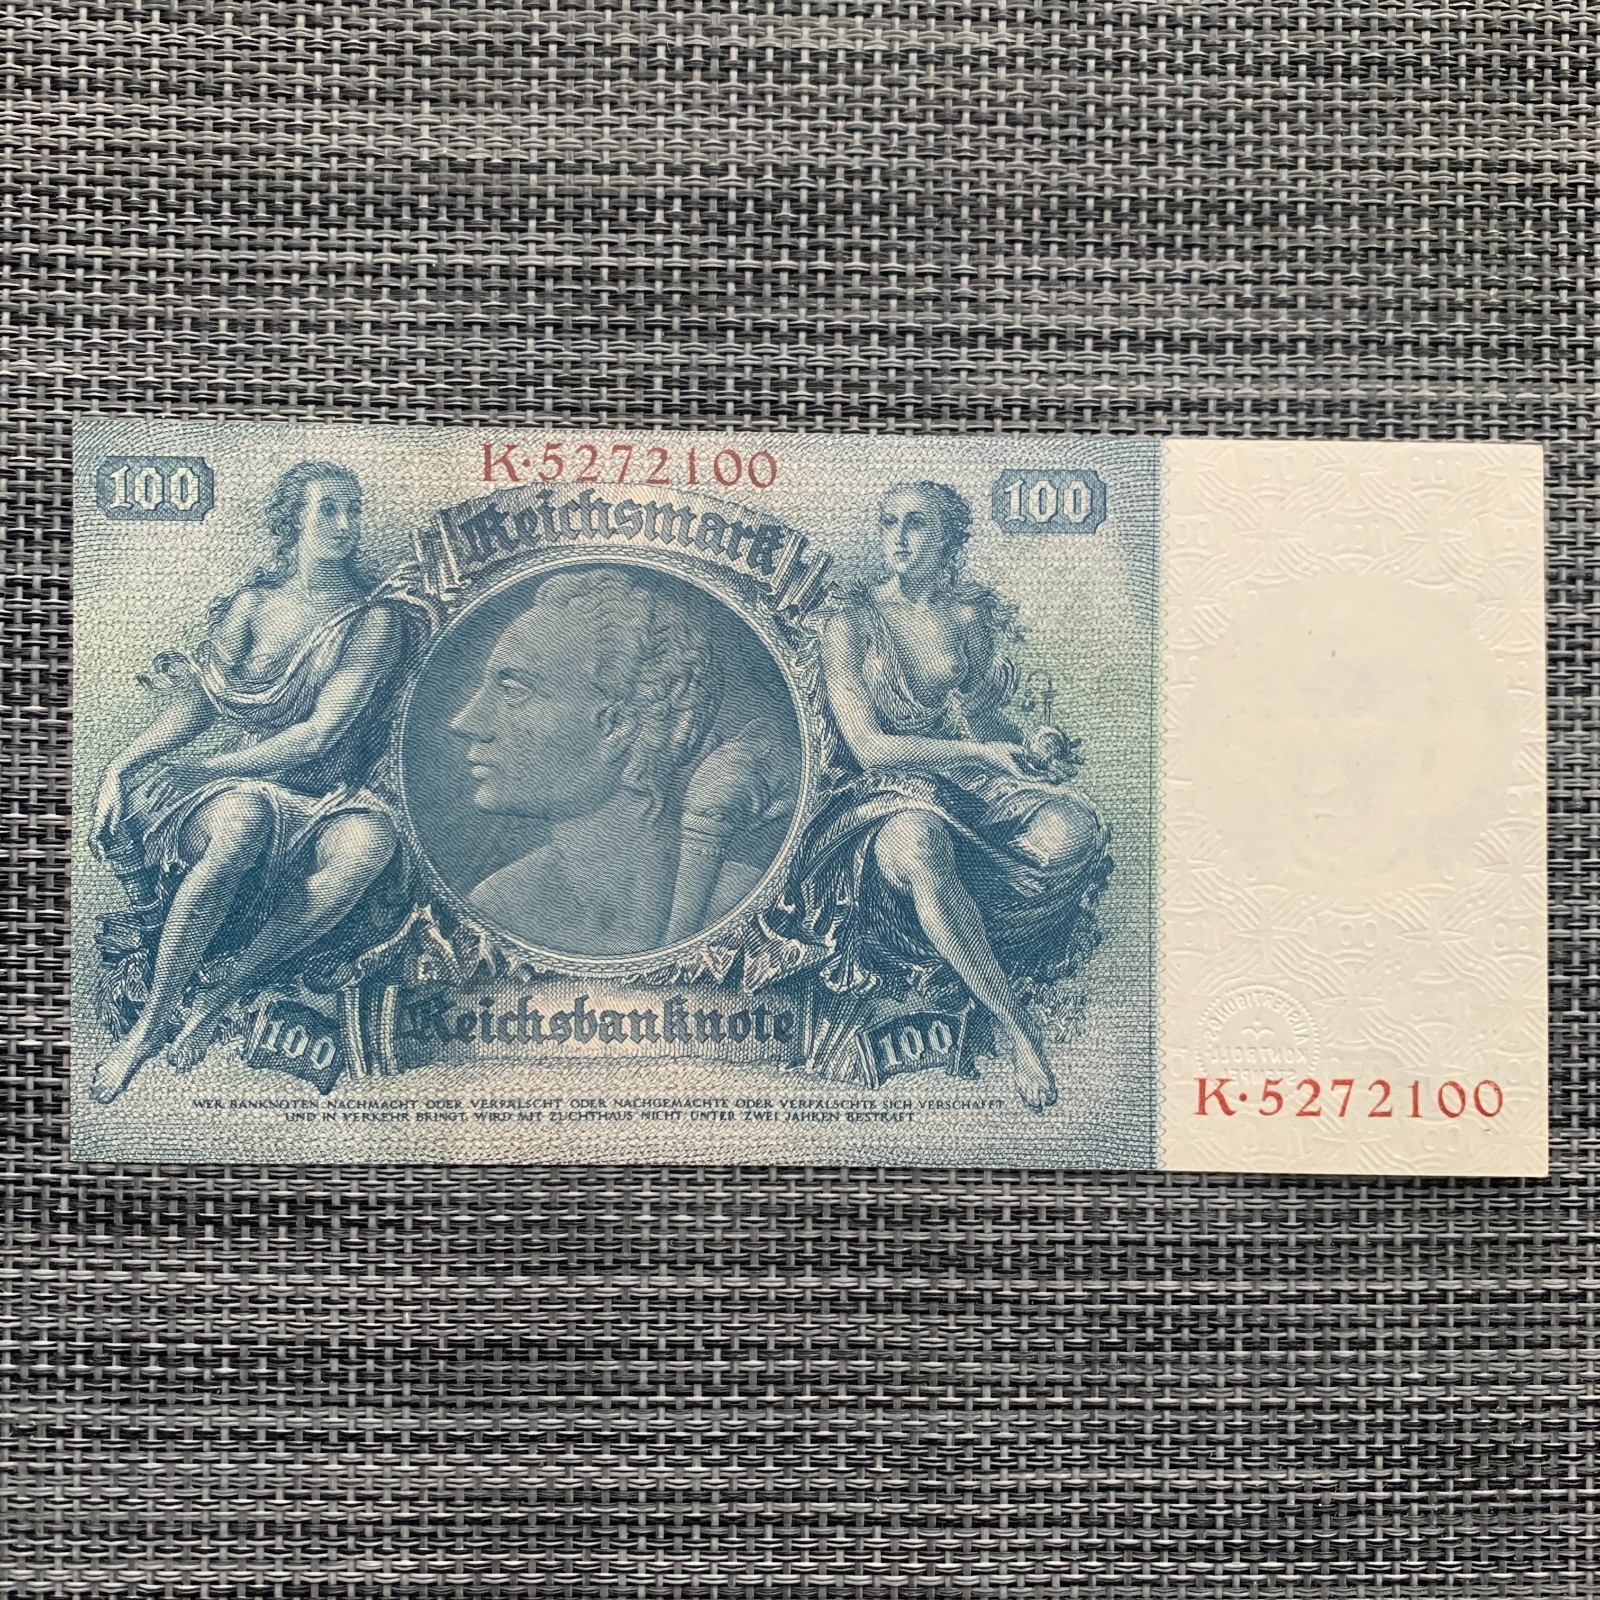 K·5272100
100
100
Reichsmark
Reichsbanknote
100
100
WER BANKNOTEN NACHMACHT ODER VERFÄLSCHT ODER NACHGEMACHTE ODER VERFÄLSCHTE SICH VERSCHAFFT
UND IN VERKEHR BRINGT, WIRD MIT ZUCHTHAUS NICHT UNTER ZWEI JAHREN BESTRAFT
K·5272100